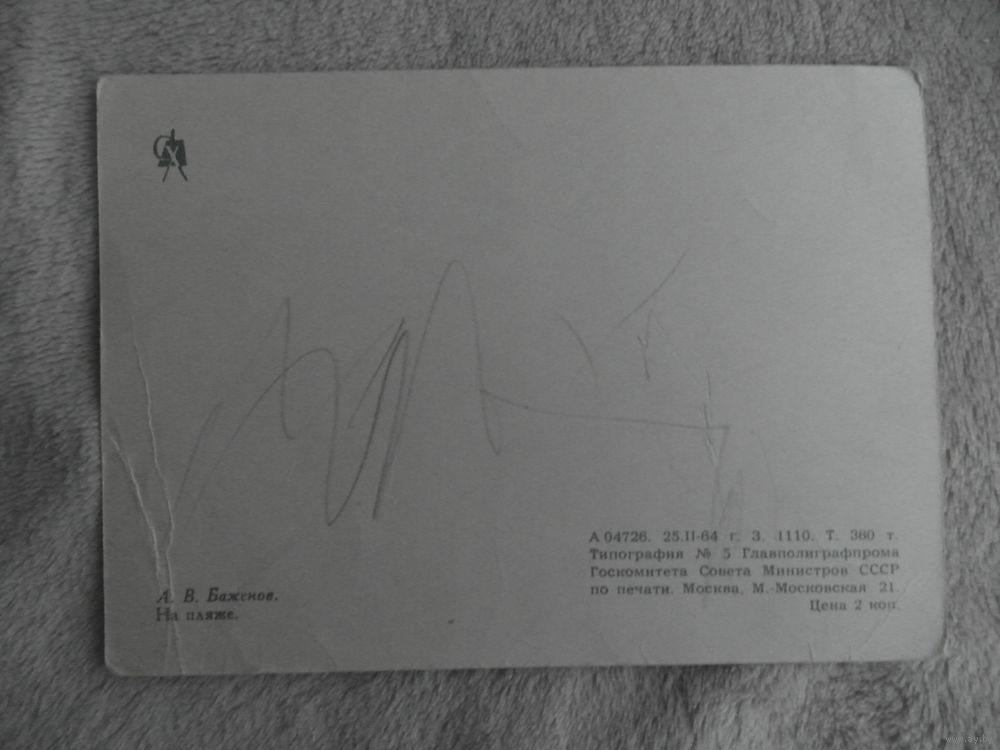 А. В. Баженов.
На пляже.
А 04726. 25.II-64 г. З. 1110. Т. 360 т.
Типография № 5 Главполиграфпрома
Госкомитета Совета Министров СССР
по печати. Москва, М.-Московская 21.
Цена 2 коп.